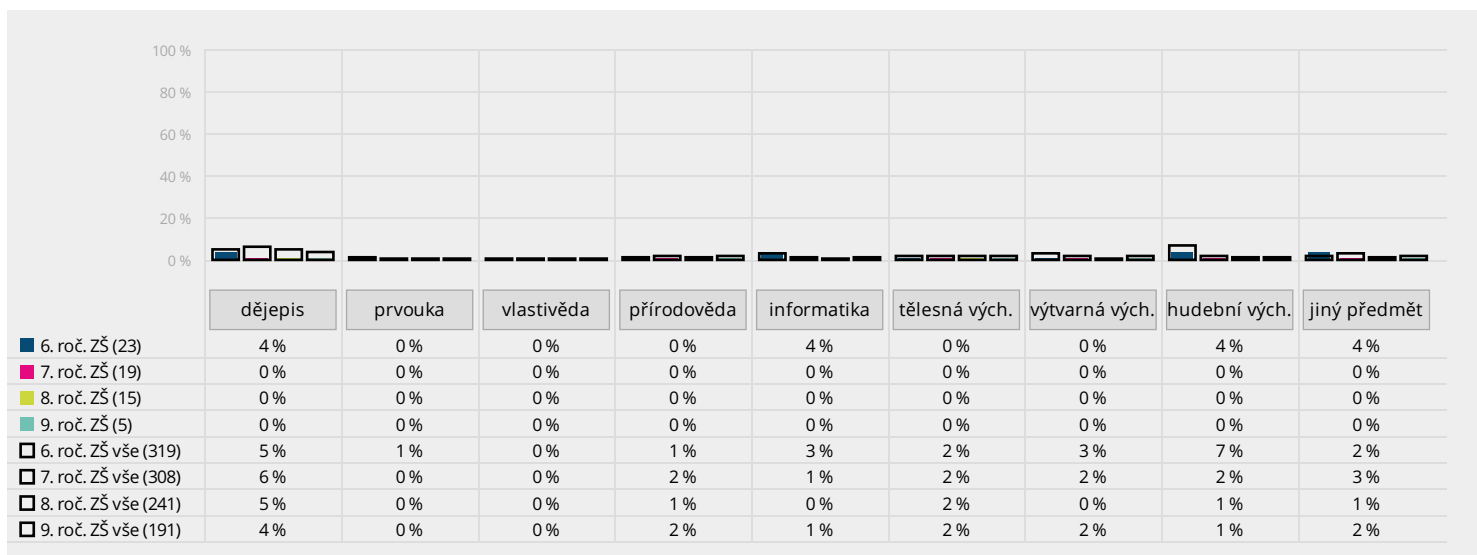 100 %
80 %
60 %
40 %
20 %
0 %
dějepis prvouka vlastivěda přírodověda informatika tělesná vých. výtvarná vých. hudební vých. jiný předmět
6. roč. ZŠ (23) 4 % 0 % 0 % 0 % 4 % 0 % 0 % 4 % 4 %
7. roč. ZŠ (19) 0 % 0 % 0 % 0 % 0 % 0 % 0 % 0 % 0 %
8. roč. ZŠ (15) 0 % 0 % 0 % 0 % 0 % 0 % 0 % 0 % 0 %
9. roč. ZŠ (5) 0 % 0 % 0 % 0 % 0 % 0 % 0 % 0 % 0 %
6. roč. ZŠ vše (319) 5 % 1 % 0 % 1 % 3 % 2 % 3 % 7 % 2 %
7. roč. ZŠ vše (308) 6 % 0 % 0 % 2 % 1 % 2 % 2 % 2 % 3 %
8. roč. ZŠ vše (241) 5 % 0 % 0 % 1 % 0 % 2 % 0 % 1 % 1 %
9. roč. ZŠ vše (191) 4 % 0 % 0 % 2 % 1 % 2 % 2 % 1 % 2 %